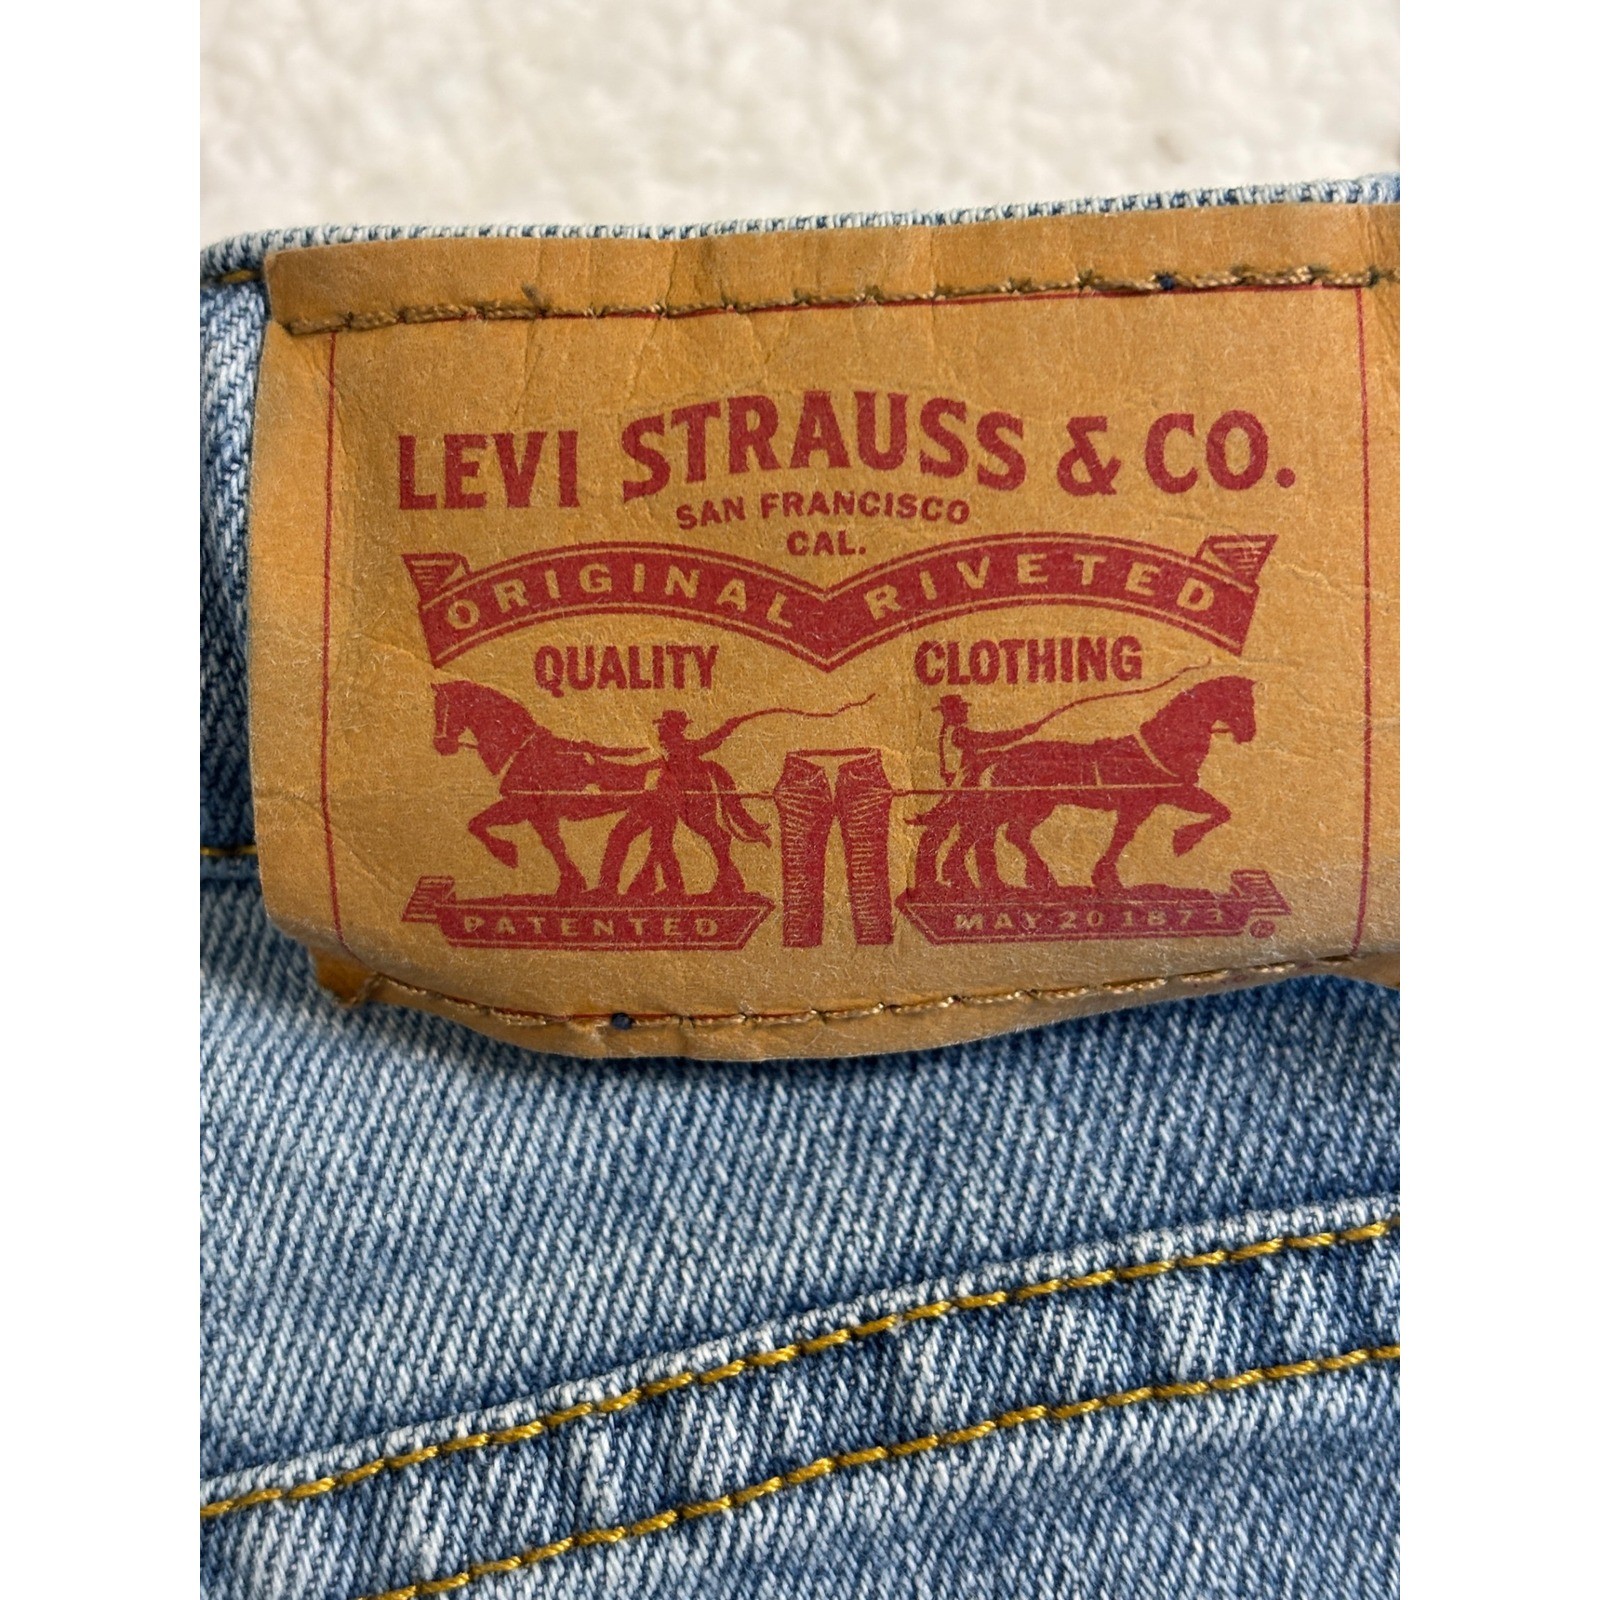 LEVI STRAUSS & CO.
SAN FRANCISCO
CAL.
ORIGINAL RIVETED
QUALITY CLOTHING
PATENTED MAY 20 1873 ®